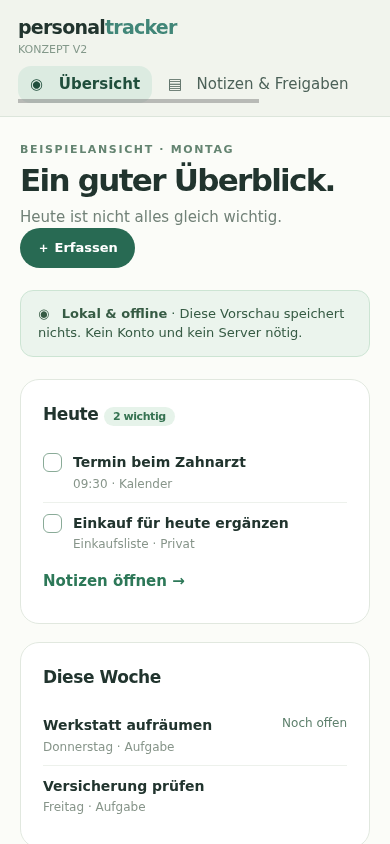 personaltracker
KONZEPT V2
◉ Übersicht ▤ Notizen & Freigaben
BEISPIELANSICHT · MONTAG
Ein guter Überblick.
Heute ist nicht alles gleich wichtig.
+ Erfassen
◉ Lokal & offline · Diese Vorschau speichert
nichts. Kein Konto und kein Server nötig.
Heute 2 wichtig
Termin beim Zahnarzt
09:30 · Kalender
Einkauf für heute ergänzen
Einkaufsliste · Privat
Notizen öffnen →
Diese Woche
Werkstatt aufräumen Noch offen
Donnerstag · Aufgabe
Versicherung prüfen
Freitag · Aufgabe